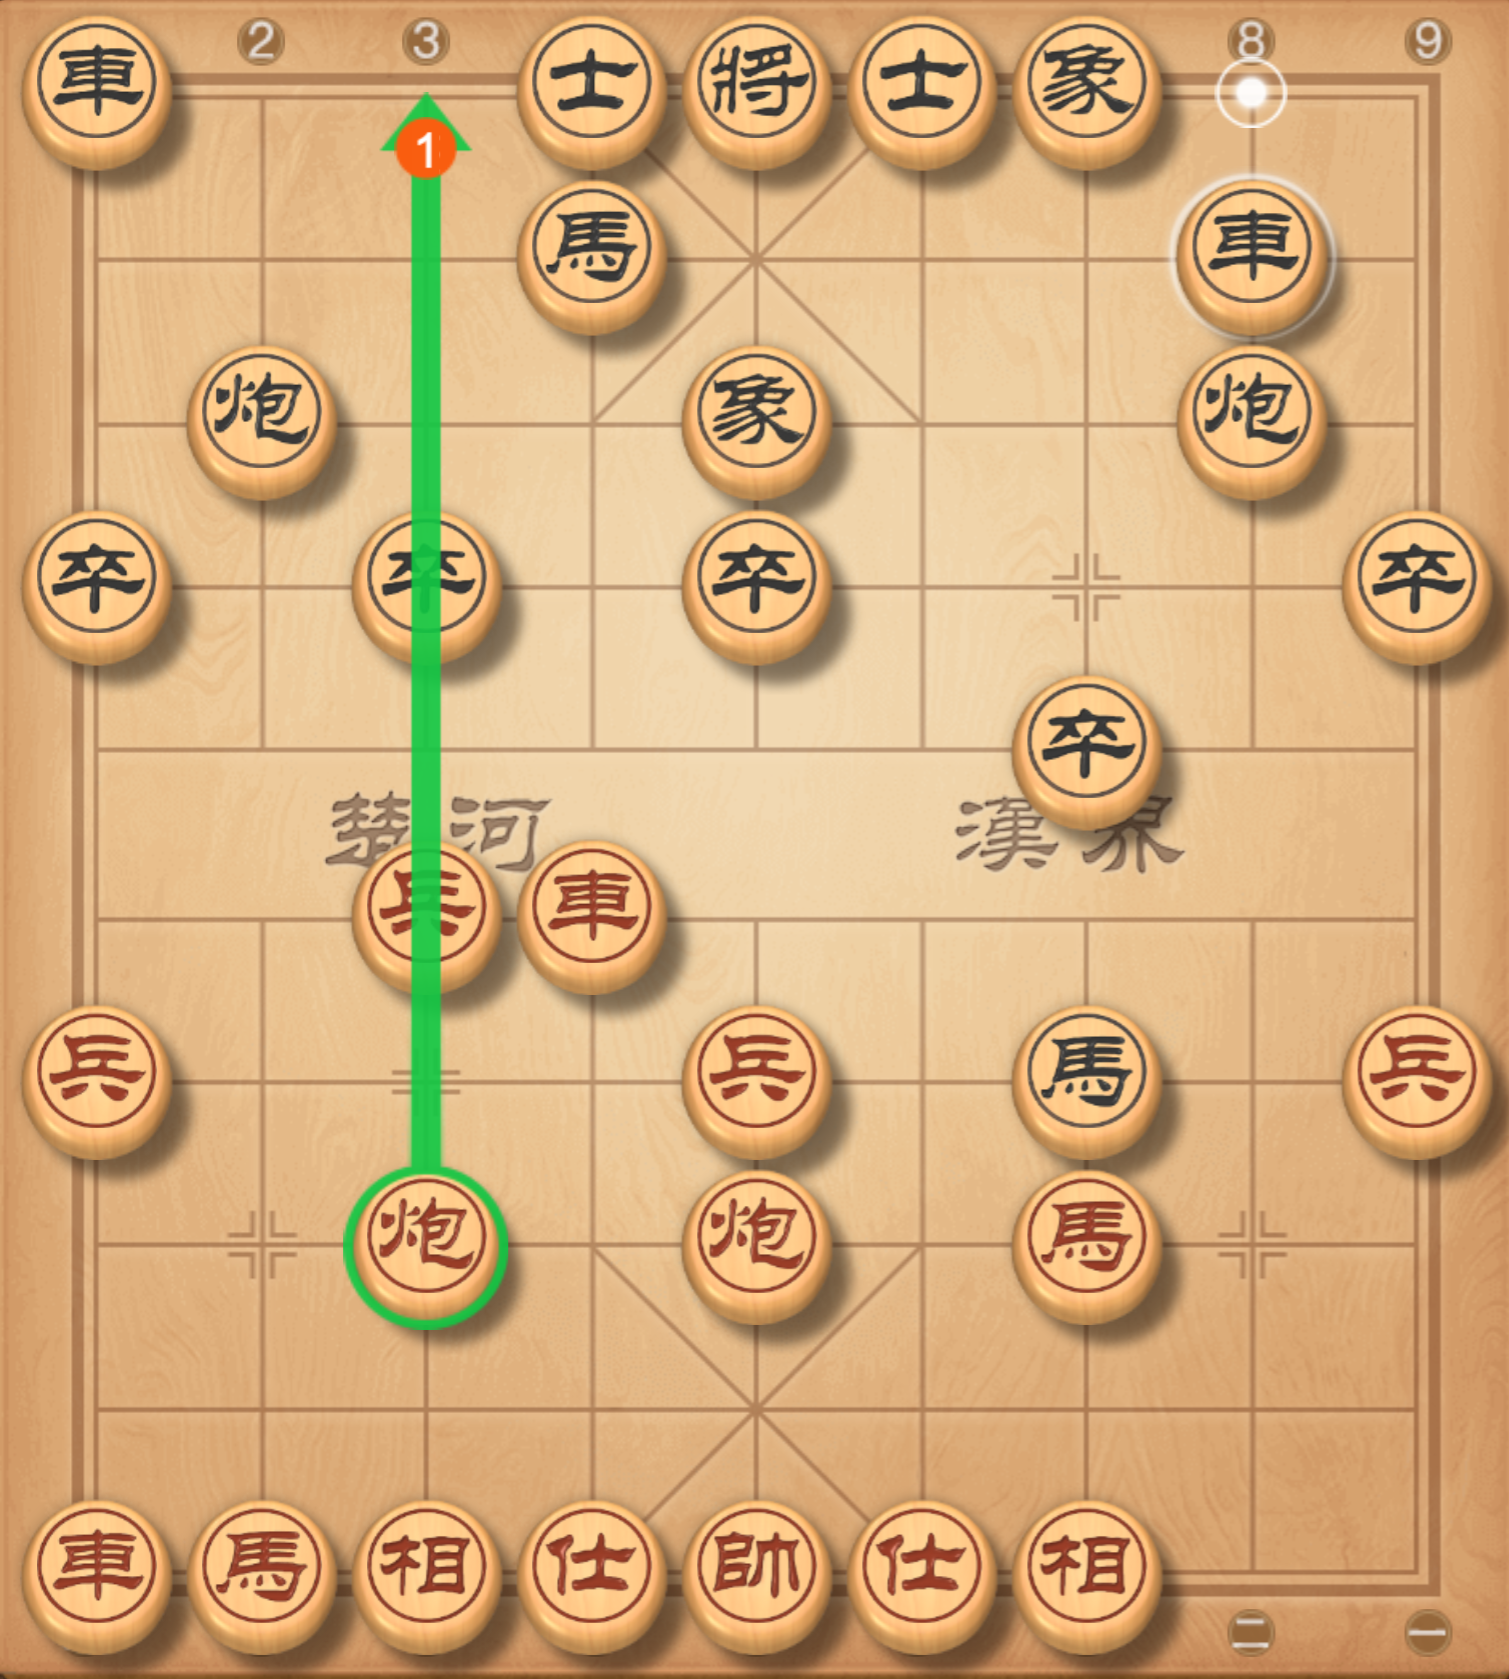 2 3 8 9
車 士 將 士 象
1
馬 車
炮 象 炮
卒 卒 卒 卒
卒
楚河 漢界
兵 車
兵 兵 馬 兵
炮 炮 馬
車 馬 相 仕 帥 仕 相
二 一